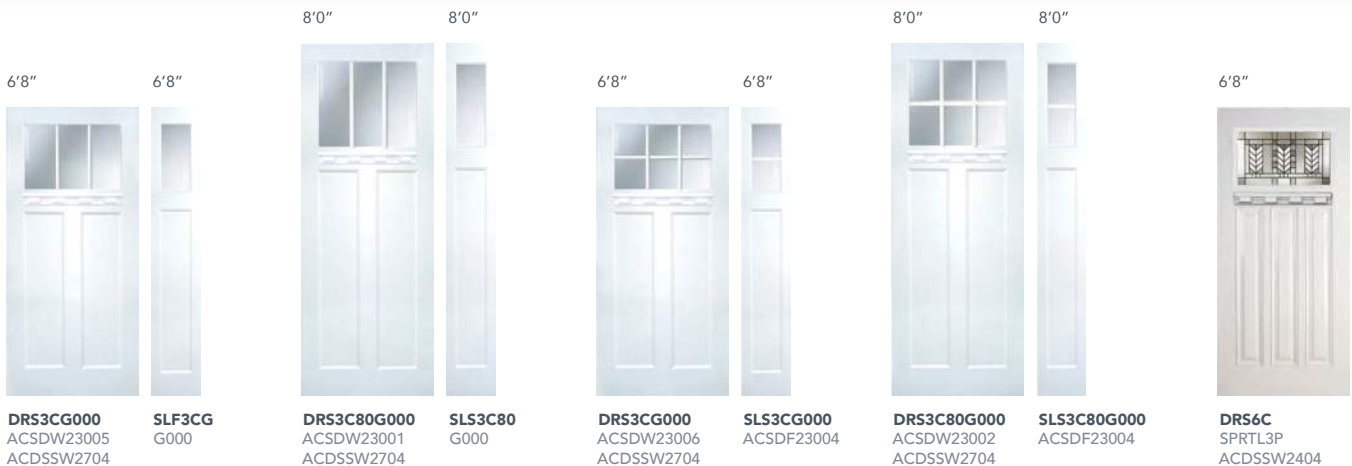 8'0” 8'0” 8'0” 8'0”
6'8” 6'8” 6'8” 6'8” 6'8”
DRS3CG000 SLF3CG DRS3C80G000 SLS3C80 DRS3CG000 SLS3CG000 DRS3C80G000 SLS3C80G000 DRS6C
ACSDW23005 G000 ACSDW23001 G000 ACSDW23006 ACSDF23004 ACSDW23002 ACSDF23004 SPRTL3P
ACDSSW2704 ACDSSW2704 ACDSSW2704 ACDSSW2704 ACDSSW2404